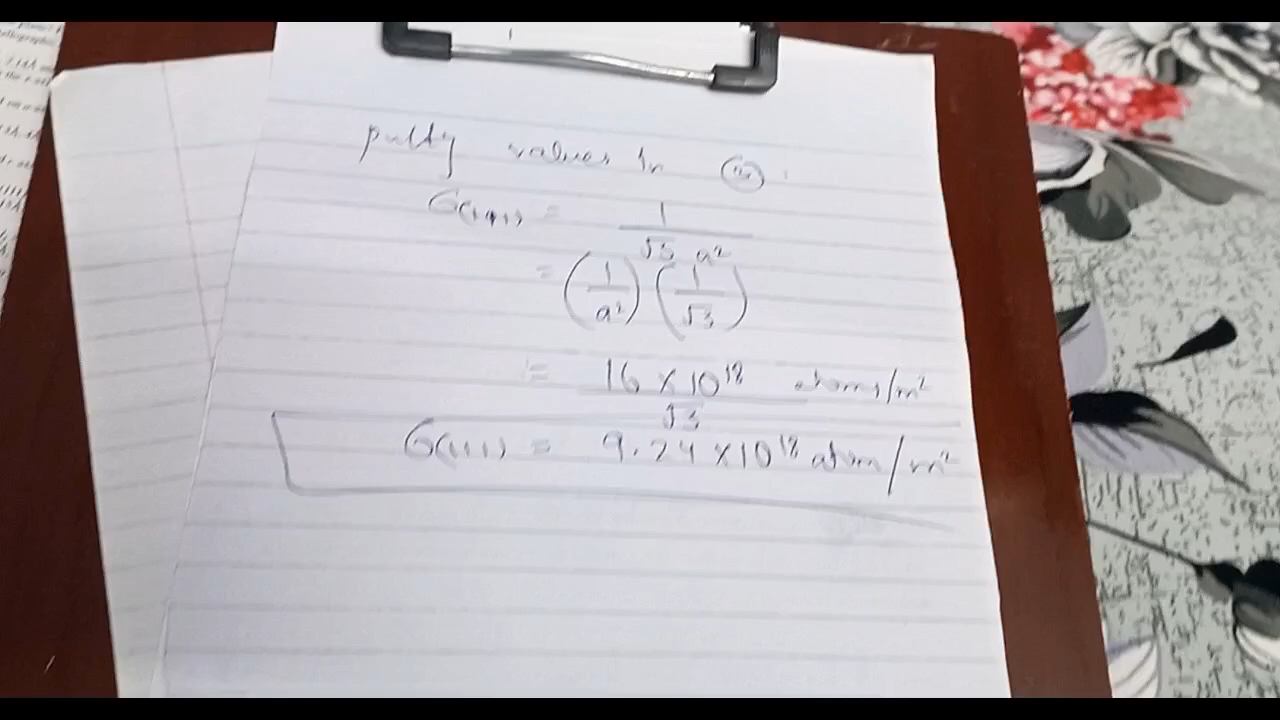 putty values in (iv)
G(111) = 1 / √3 a²
= (1/a²) (1/√3)
= 16 × 10¹⁸ / √3 atoms/m²
G(111) = 9.24 × 10¹⁸ atom/m²